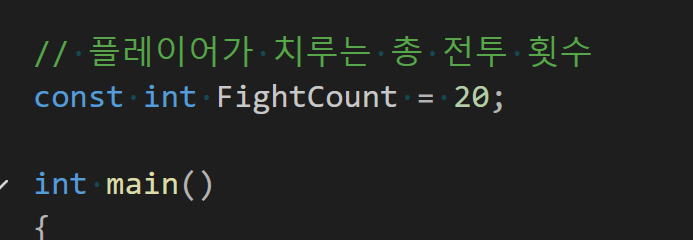 // 플레이어가 치루는 총 전투 횟수
const int FightCount = 20;
int main()
{